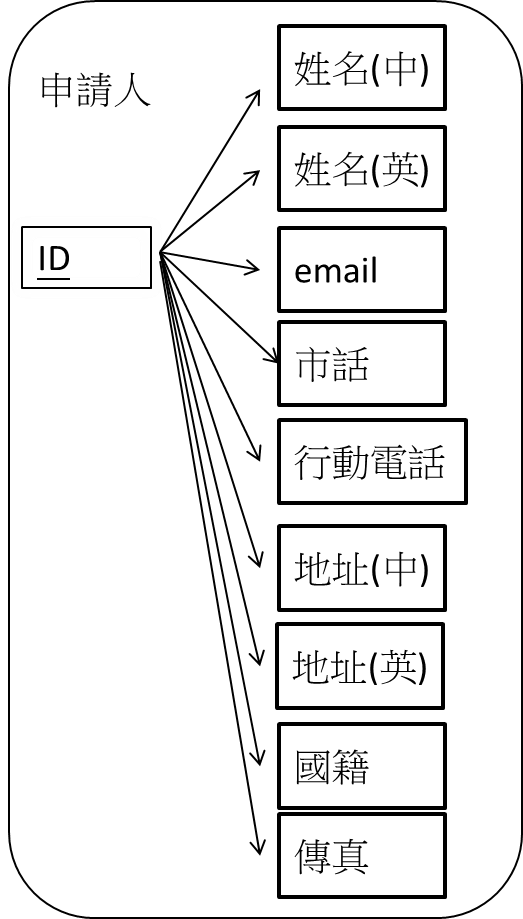 申請人
ID
姓名(中)
姓名(英)
email
市話
行動電話
地址(中)
地址(英)
國籍
傳真